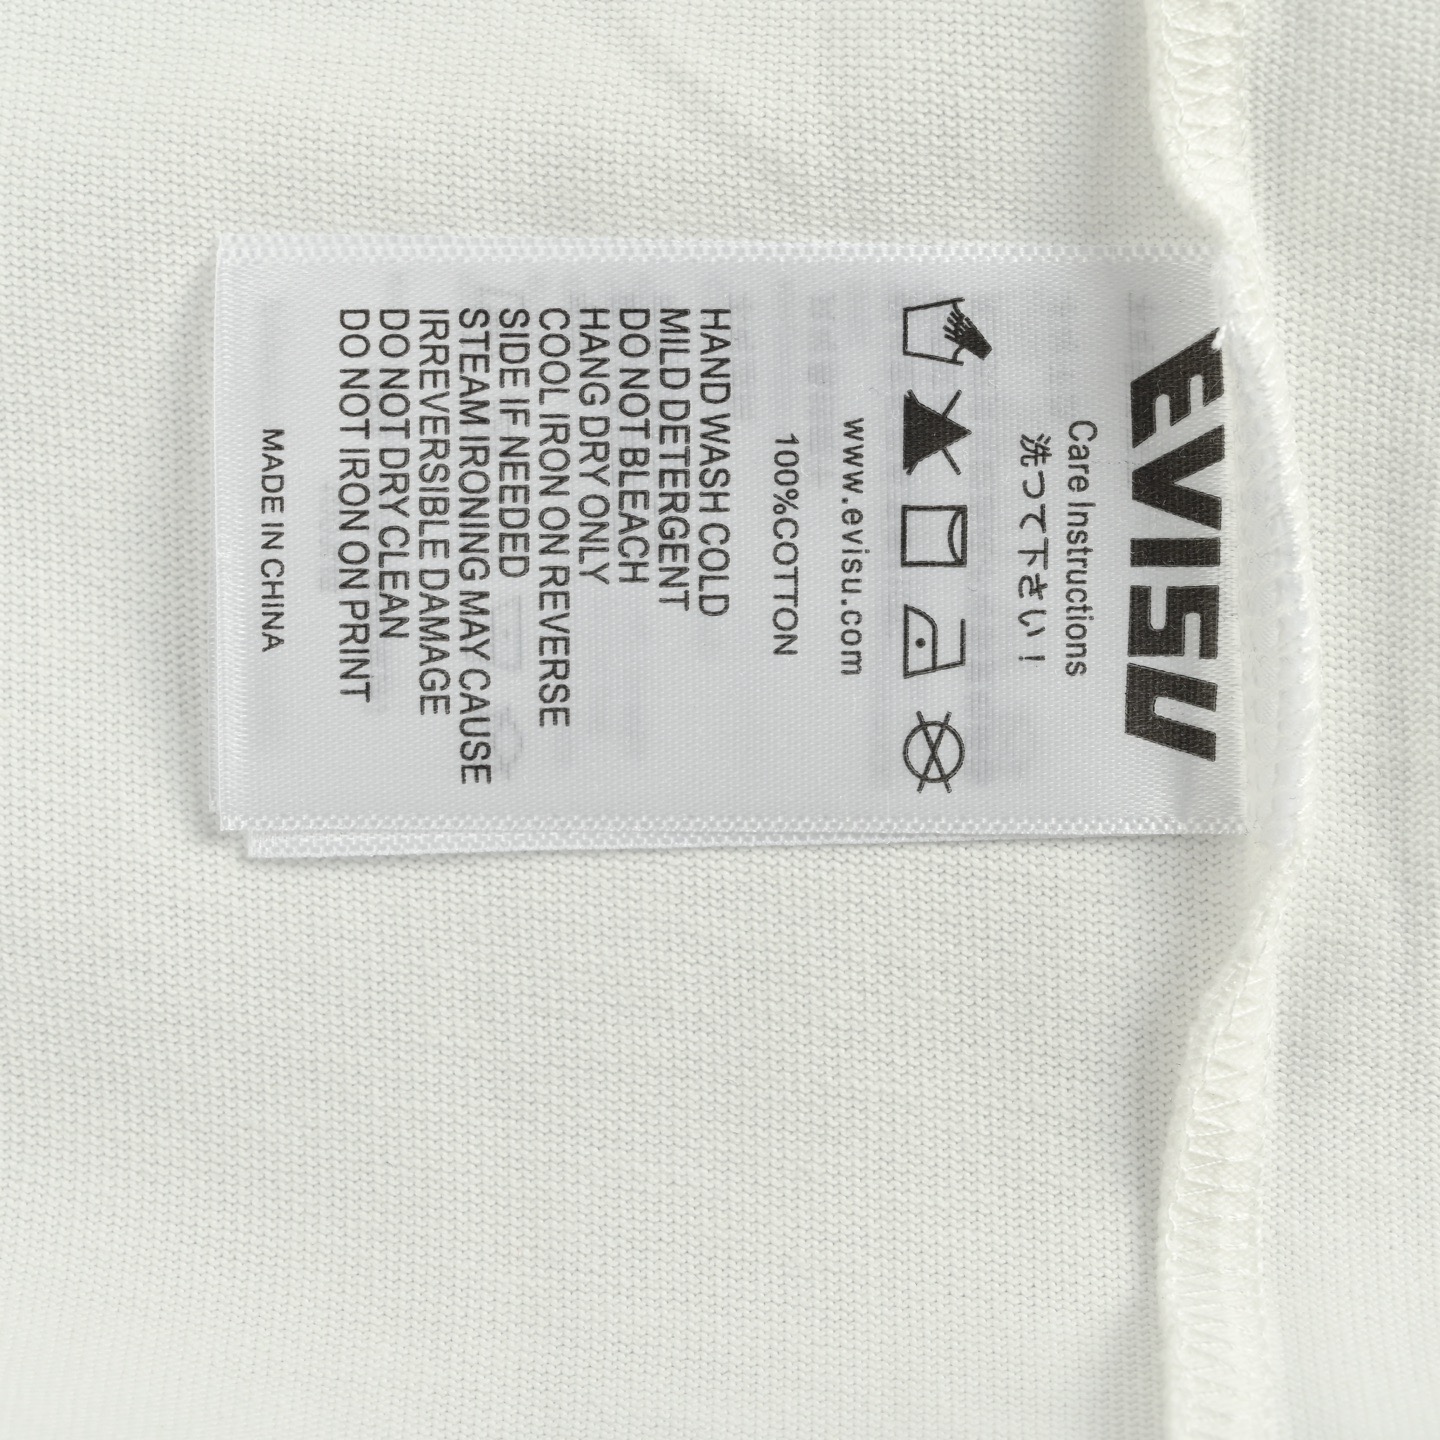 EVISU
Care Instructions
洗つて下さい！
www.evisu.com
100%COTTON
HAND WASH COLD
MILD DETERGENT
DO NOT BLEACH
HANG DRY ONLY
COOL IRON ON REVERSE
SIDE IF NEEDED
STEAM IRONING MAY CAUSE
IRREVERSIBLE DAMAGE
DO NOT DRY CLEAN
DO NOT IRON ON PRINT
MADE IN CHINA